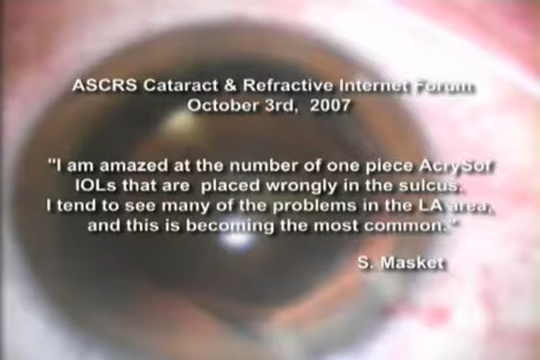 ASCRS Cataract & Refractive Internet Forum
October 3rd, 2007
"I am amazed at the number of one piece AcrySof
IOLs that are placed wrongly in the sulcus.
I tend to see many of the problems in the LA area,
and this is becoming the most common."
S. Masket